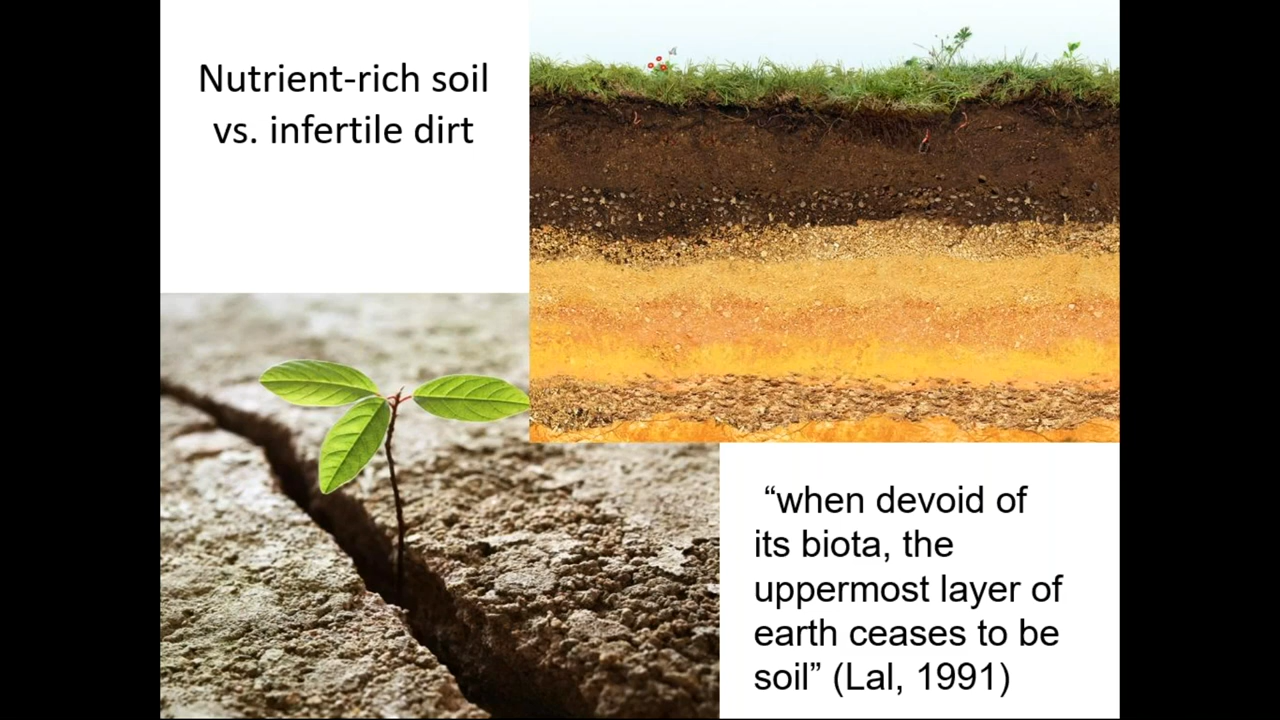 Nutrient-rich soil
vs. infertile dirt
“when devoid of
its biota, the
uppermost layer of
earth ceases to be
soil” (Lal, 1991)